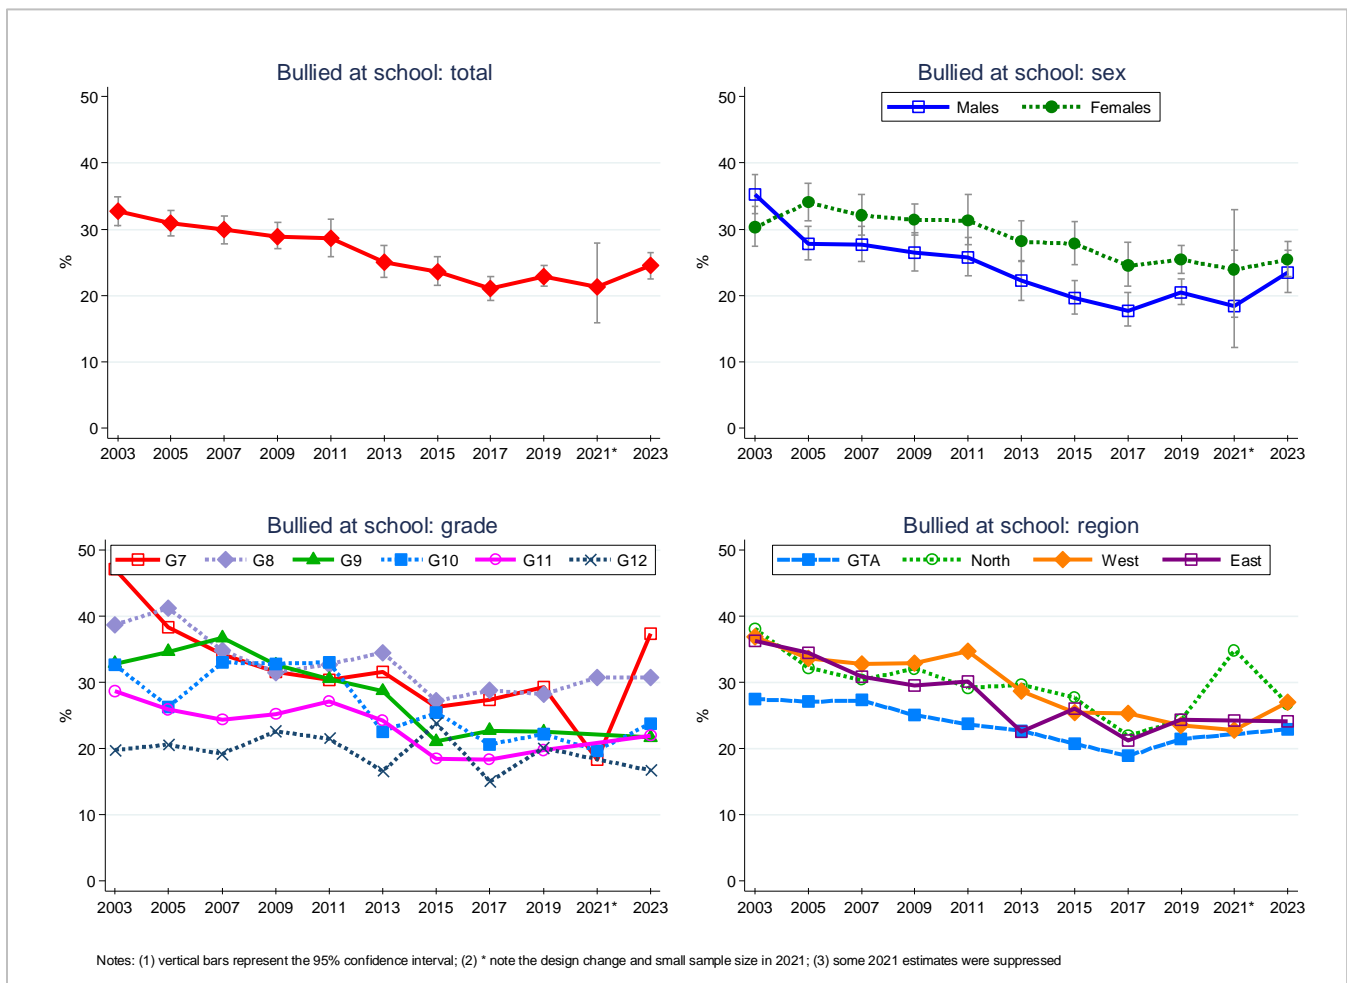 Bullied at school: total
50
40
30
20
10
0
%
2003 2005 2007 2009 2011 2013 2015 2017 2019 2021* 2023
Bullied at school: sex
Males Females
50
40
30
20
10
0
%
2003 2005 2007 2009 2011 2013 2015 2017 2019 2021* 2023
Bullied at school: grade
G7 G8 G9 G10 G11 G12
50
40
30
20
10
0
%
2003 2005 2007 2009 2011 2013 2015 2017 2019 2021* 2023
Bullied at school: region
GTA North West East
50
40
30
20
10
0
%
2003 2005 2007 2009 2011 2013 2015 2017 2019 2021* 2023
Notes: (1) vertical bars represent the 95% confidence interval; (2) * note the design change and small sample size in 2021; (3) some 2021 estimates were suppressed